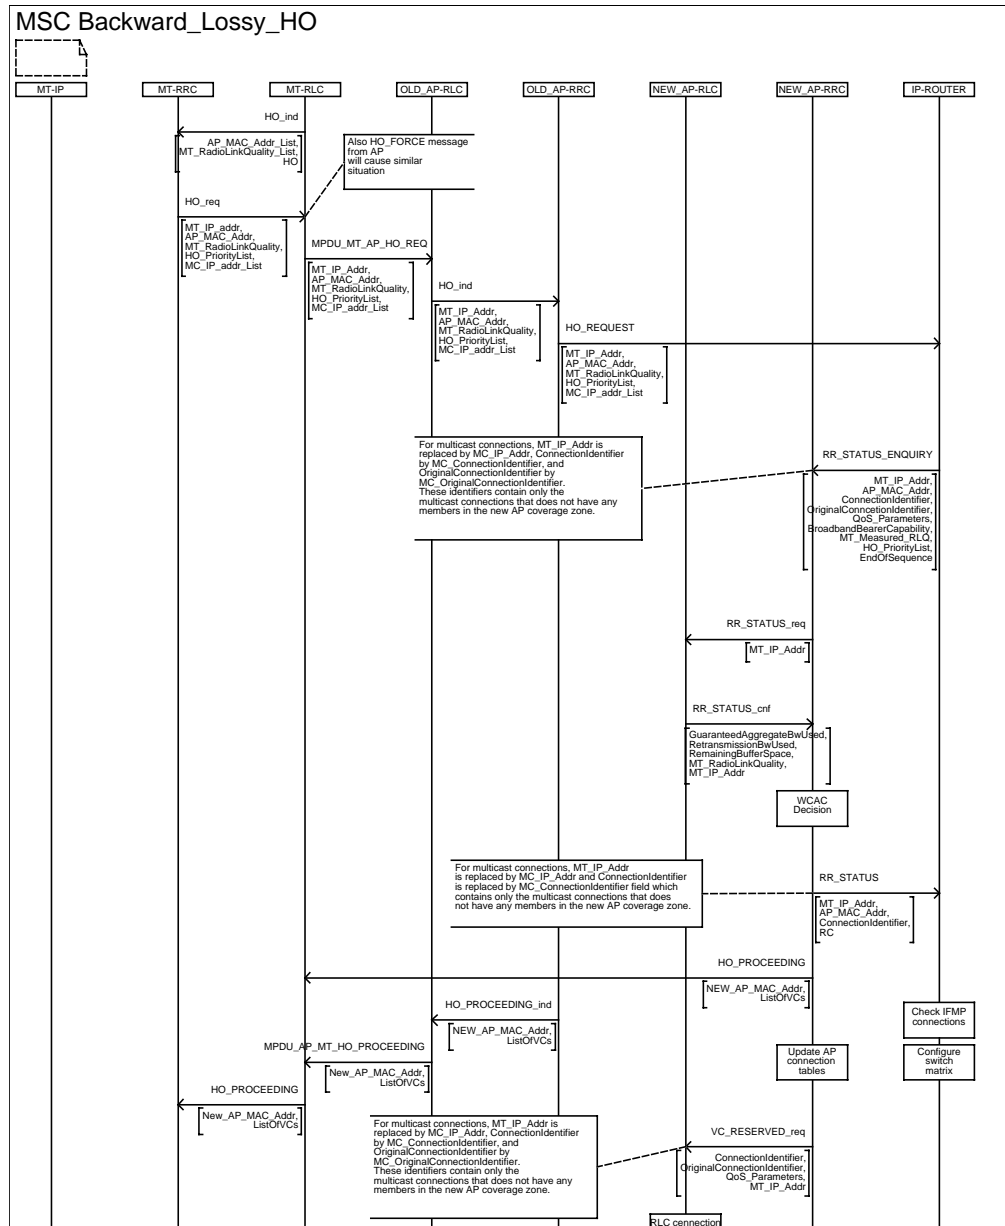 MSC Backward_Lossy_HO
MT-IP
MT-RRC
MT-RLC
OLD_AP-RLC
OLD_AP-RRC
NEW_AP-RLC
NEW_AP-RRC
IP-ROUTER
HO_ind
AP_MAC_Addr_List,
MT_RadioLinkQuality_List,
HO
Also HO_FORCE message
from AP
will cause similar
situation
HO_req
MT_IP_addr,
AP_MAC_Addr,
MT_RadioLinkQuality,
HO_PriorityList,
MC_IP_addr_List
MPDU_MT_AP_HO_REQ
MT_IP_Addr,
AP_MAC_Addr,
MT_RadioLinkQuality,
HO_PriorityList,
MC_IP_addr_List
HO_ind
MT_IP_Addr,
AP_MAC_Addr,
MT_RadioLinkQuality,
HO_PriorityList,
MC_IP_addr_List
HO_REQUEST
MT_IP_Addr,
AP_MAC_Addr,
MT_RadioLinkQuality,
HO_PriorityList,
MC_IP_addr_List
For multicast connections, MT_IP_Addr is
replaced by MC_IP_Addr, ConnectionIdentifier
by MC_ConnectionIdentifier, and
OriginalConnectionIdentifier by
MC_OriginalConnectionIdentifier.
These identifiers contain only the
multicast connections that does not have any
members in the new AP coverage zone.
RR_STATUS_ENQUIRY
MT_IP_Addr,
AP_MAC_Addr,
ConnectionIdentifier,
OriginalConncetionIdentifier,
QoS_Parameters,
BroadbandBearerCapability,
MT_Measured_RLQ,
HO_PriorityList,
EndOfSequence
RR_STATUS_req
MT_IP_Addr
RR_STATUS_cnf
GuaranteedAggregateBwUsed,
RetransmissionBwUsed,
RemainingBufferSpace,
MT_RadioLinkQuality,
MT_IP_Addr
WCAC
Decision
For multicast connections, MT_IP_Addr
is replaced by MC_IP_Addr and ConnectionIdentifier
is replaced by MC_ConnectionIdentifier field which
contains only the multicast connections that does
not have any members in the new AP coverage zone.
RR_STATUS
MT_IP_Addr,
AP_MAC_Addr,
ConnectionIdentifier,
RC
HO_PROCEEDING
NEW_AP_MAC_Addr,
ListOfVCs
HO_PROCEEDING_ind
NEW_AP_MAC_Addr,
ListOfVCs
Check IFMP
connections
MPDU_AP_MT_HO_PROCEEDING
New_AP_MAC_Addr,
ListOfVCs
Update AP
connection
tables
Configure
switch
matrix
HO_PROCEEDING
New_AP_MAC_Addr,
ListOfVCs
For multicast connections, MT_IP_Addr is
replaced by MC_IP_Addr, ConnectionIdentifier
by MC_ConnectionIdentifier, and
OriginalConnectionIdentifier by
MC_OriginalConnectionIdentifier.
These identifiers contain only the
multicast connections that does not have any
members in the new AP coverage zone.
VC_RESERVED_req
ConnectionIdentifier,
OriginalConnectionIdentifier,
QoS_Parameters,
MT_IP_Addr
RLC connection